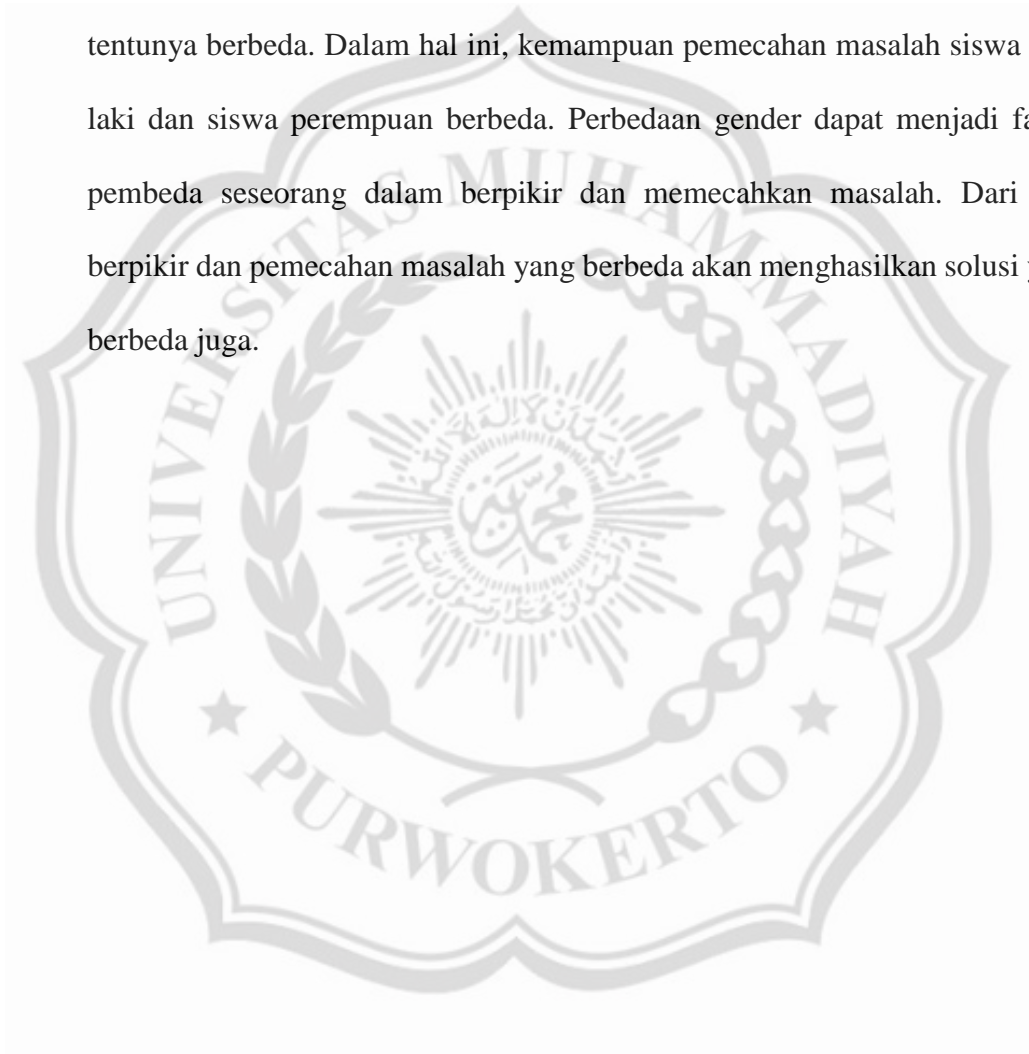 tentunya berbeda. Dalam hal ini, kemampuan pemecahan masalah siswa
laki dan siswa perempuan berbeda. Perbedaan gender dapat menjadi fa
pembeda seseorang dalam berpikir dan memecahkan masalah. Dari
berpikir dan pemecahan masalah yang berbeda akan menghasilkan solusi y
berbeda juga.
UNIVERSITAS MUHAMMADIYAH
PURWOKERTO